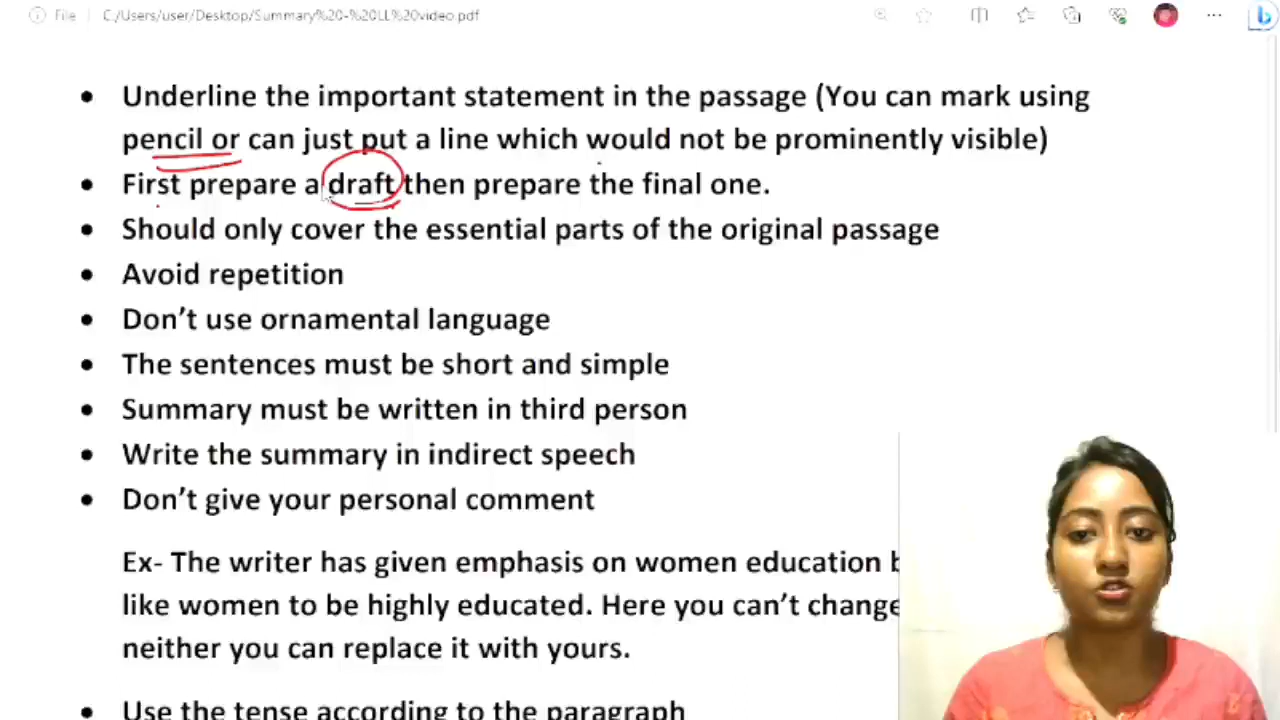 File C:/Users/user/Desktop/Summary%20-%20LL%20video.pdf
• Underline the important statement in the passage (You can mark using
pencil or can just put a line which would not be prominently visible)
• First prepare a draft then prepare the final one.
• Should only cover the essential parts of the original passage
• Avoid repetition
• Don’t use ornamental language
• The sentences must be short and simple
• Summary must be written in third person
• Write the summary in indirect speech
• Don’t give your personal comment
Ex- The writer has given emphasis on women education
like women to be highly educated. Here you can’t change
neither you can replace it with yours.
• Use the tense according to the paragraph